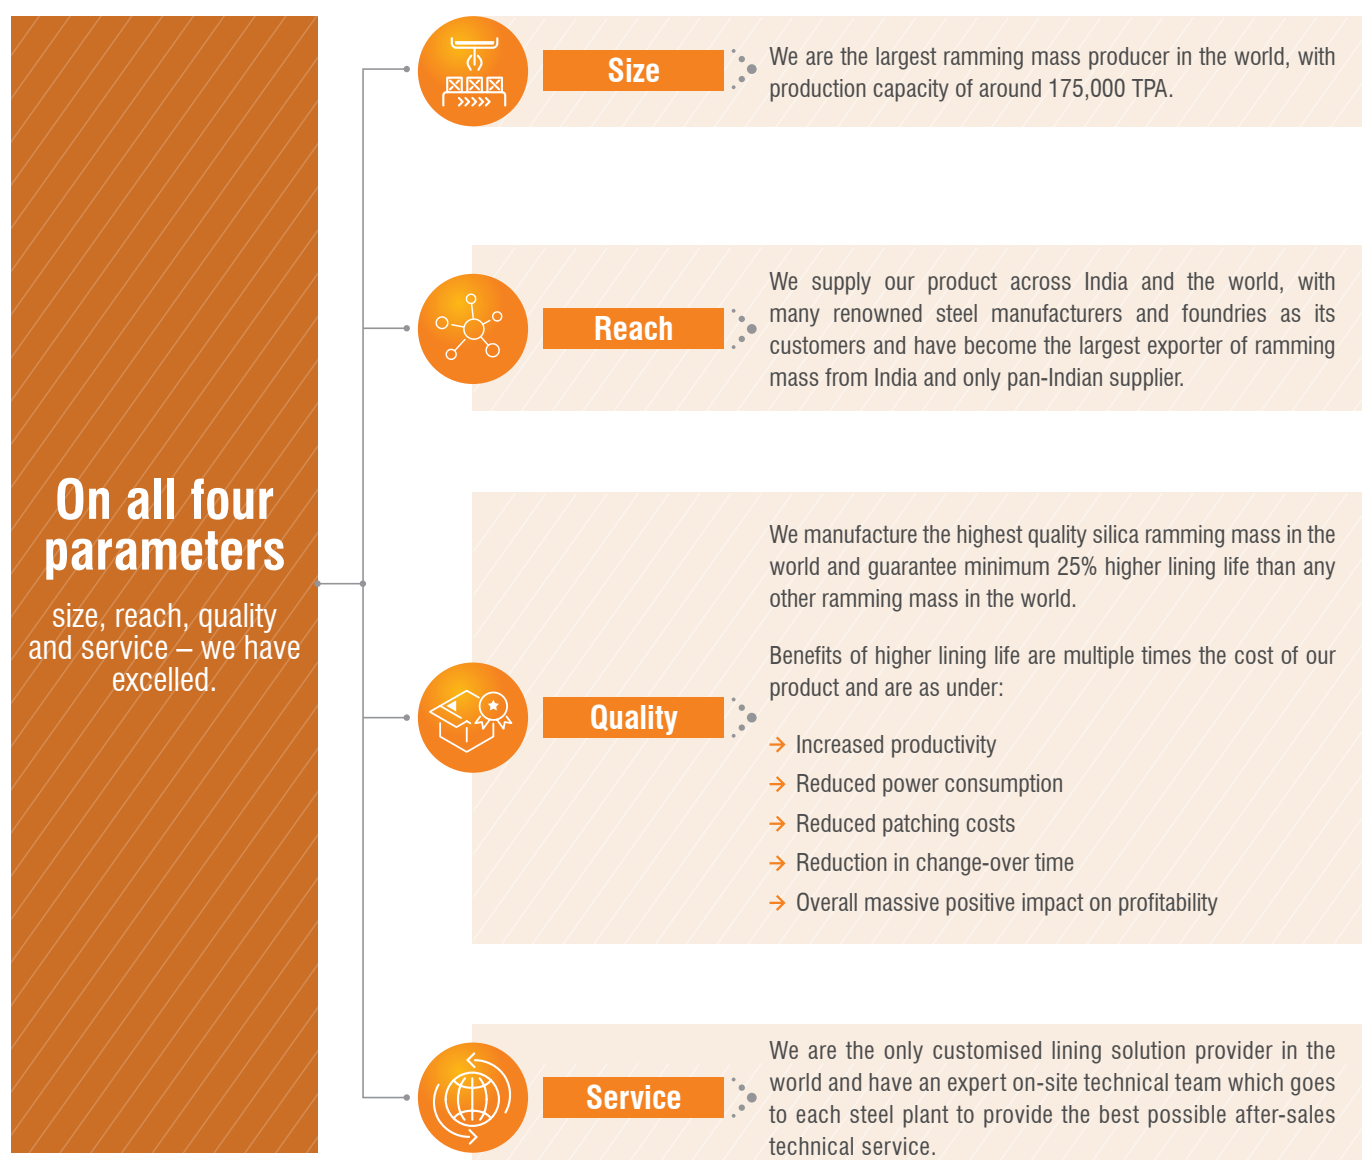 On all four
parameters
size, reach, quality
and service – we have
excelled.
Size
We are the largest ramming mass producer in the world, with
production capacity of around 175,000 TPA.
Reach
We supply our product across India and the world, with
many renowned steel manufacturers and foundries as its
customers and have become the largest exporter of ramming
mass from India and only pan-Indian supplier.
Quality
We manufacture the highest quality silica ramming mass in the
world and guarantee minimum 25% higher lining life than any
other ramming mass in the world.
Benefits of higher lining life are multiple times the cost of our
product and are as under:
→ Increased productivity
→ Reduced power consumption
→ Reduced patching costs
→ Reduction in change-over time
→ Overall massive positive impact on profitability
Service
We are the only customised lining solution provider in the
world and have an expert on-site technical team which goes
to each steel plant to provide the best possible after-sales
technical service.